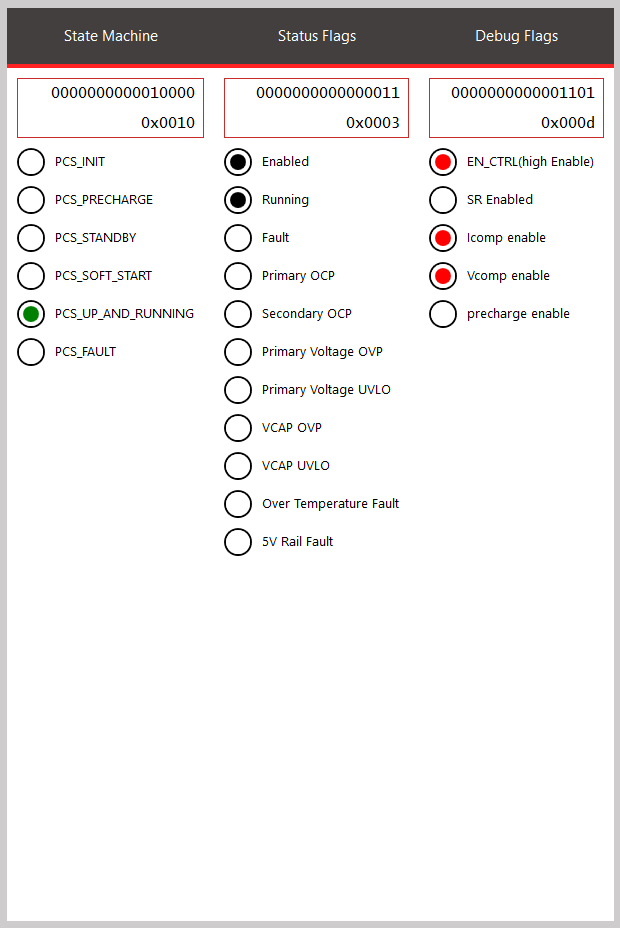 State Machine
Status Flags
Debug Flags
0000000000010000
0x0010
0000000000000011
0x0003
0000000000001101
0x000d
PCS_INIT
PCS_PRECHARGE
PCS_STANDBY
PCS_SOFT_START
PCS_UP_AND_RUNNING
PCS_FAULT
Enabled
Running
Fault
Primary OCP
Secondary OCP
Primary Voltage OVP
Primary Voltage UVLO
VCAP OVP
VCAP UVLO
Over Temperature Fault
5V Rail Fault
EN_CTRL(high Enable)
SR Enabled
Icomp enable
Vcomp enable
precharge enable